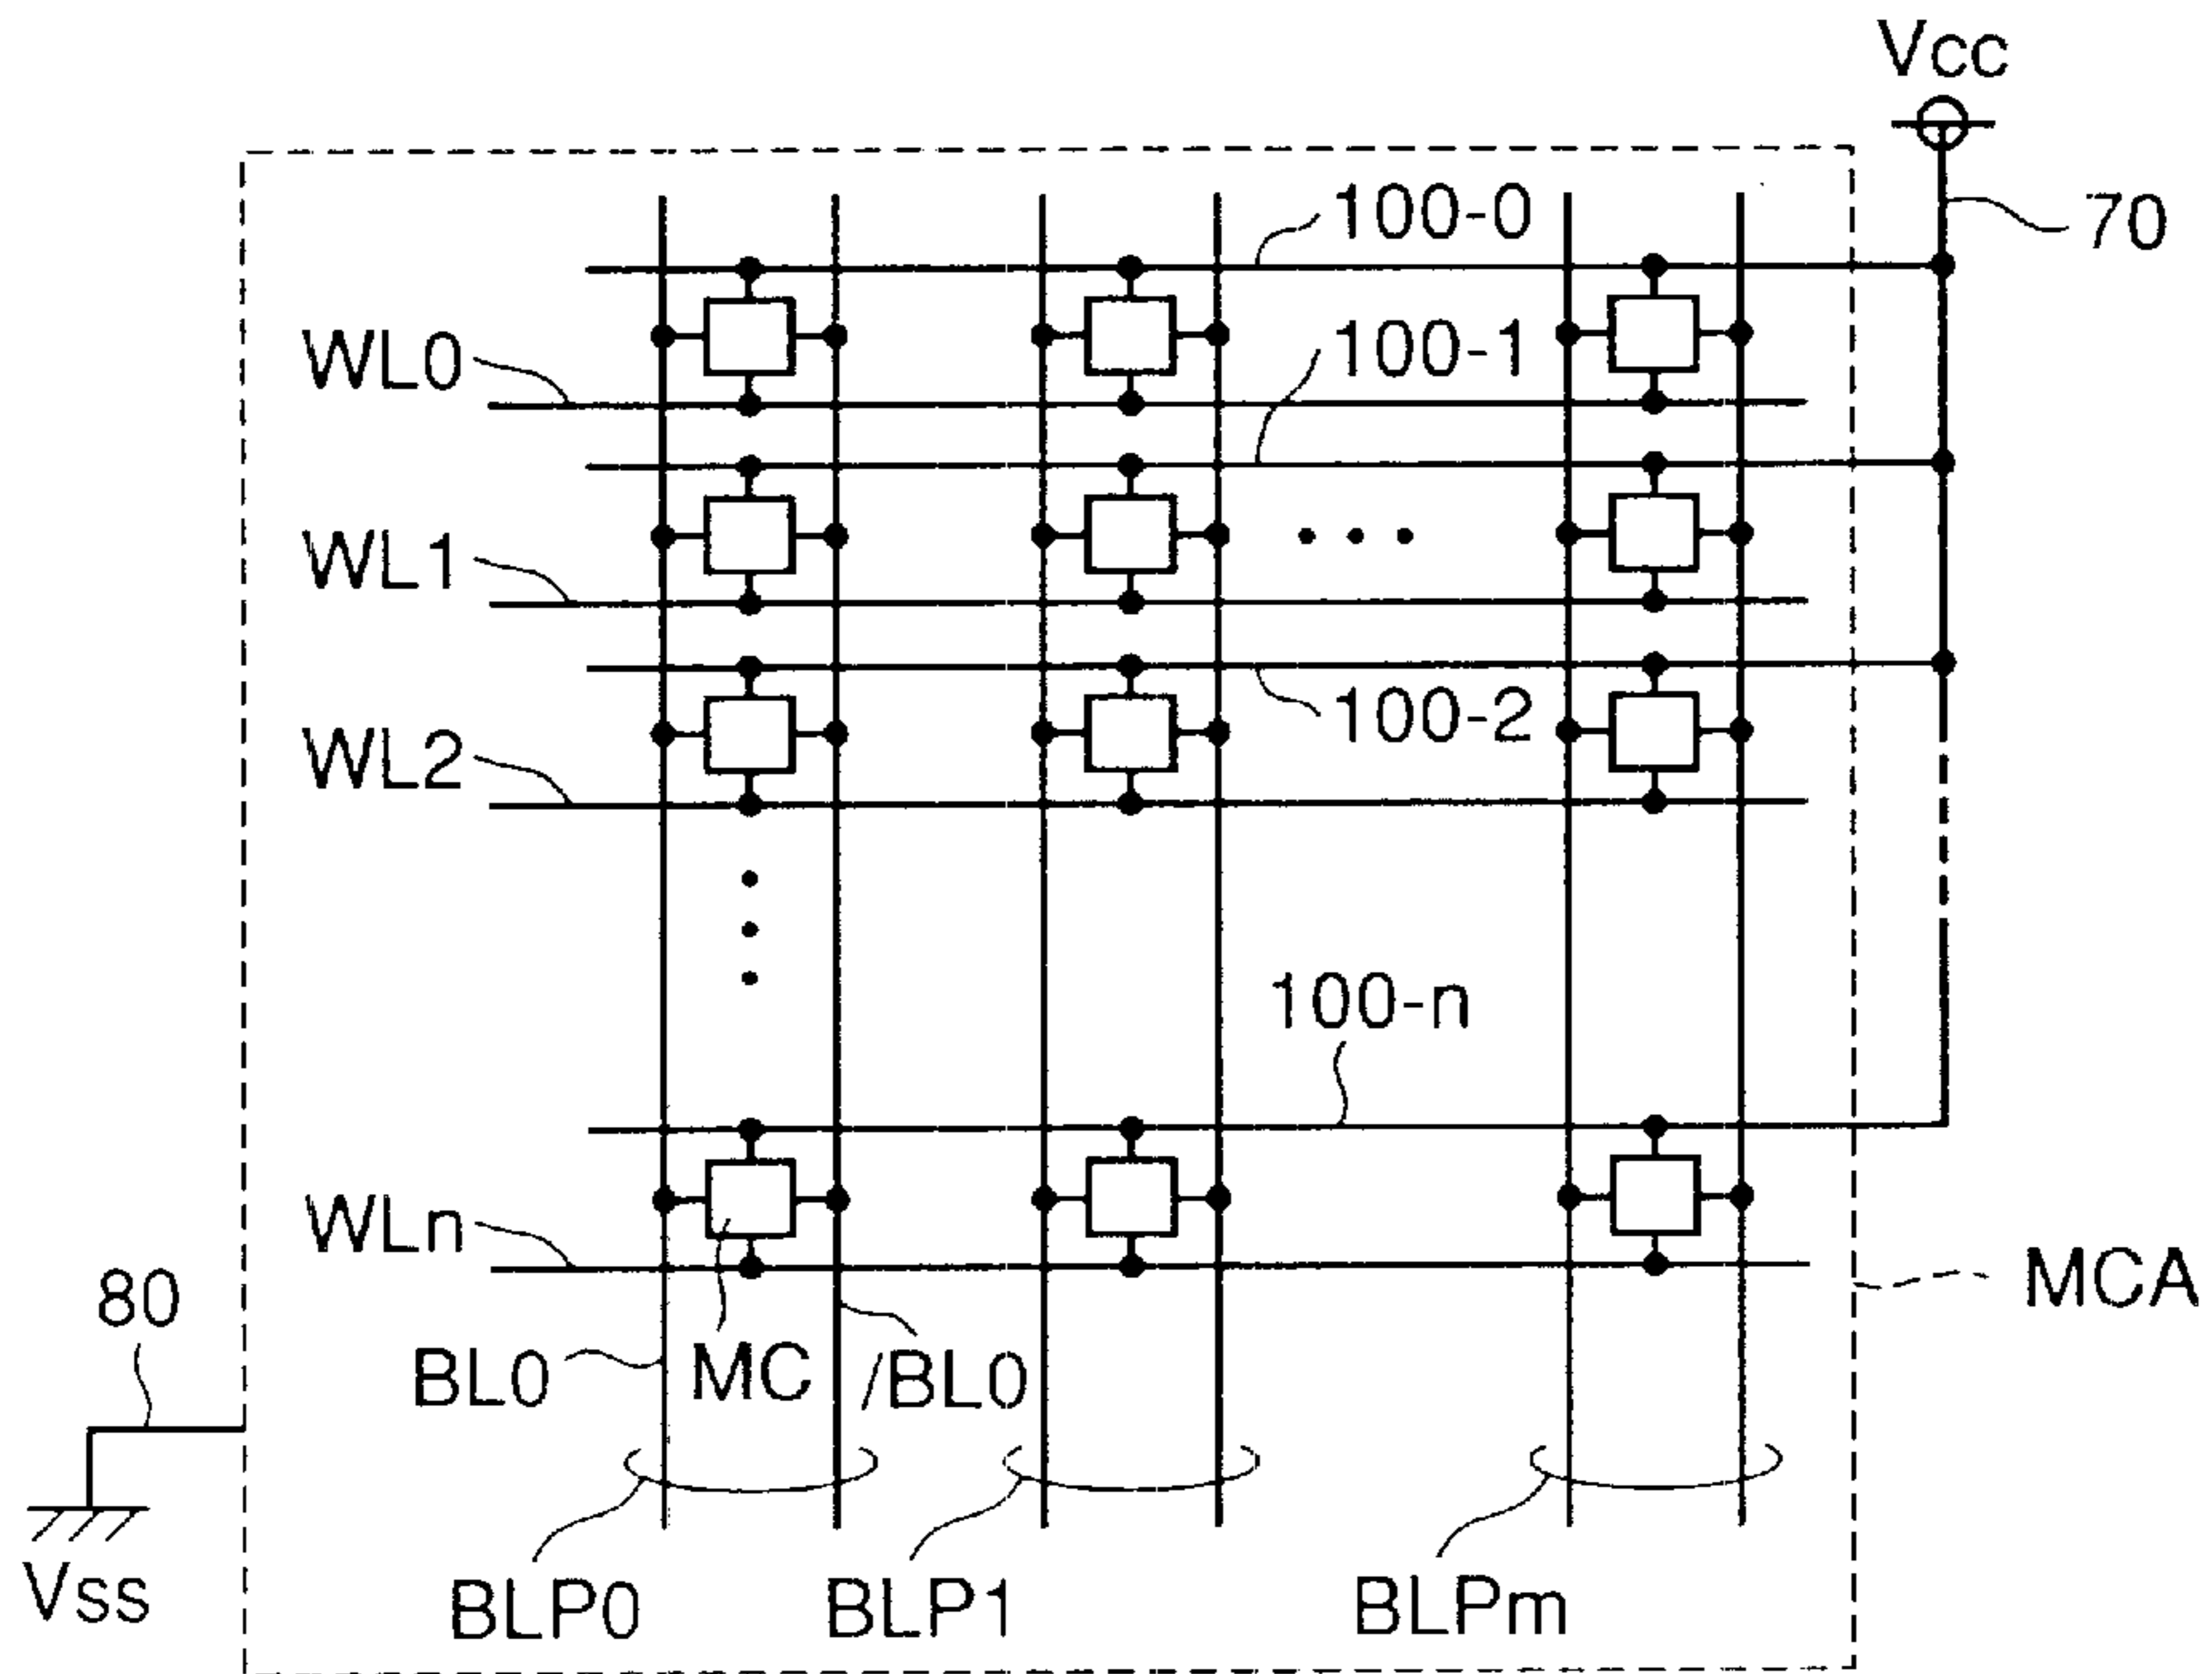 Vcc
100-0
70
WL0
100-1
WL1
100-2
WL2
100-n
WLn
MCA
80
BL0
MC
/BL0
Vss
BLP0
BLP1
BLPm